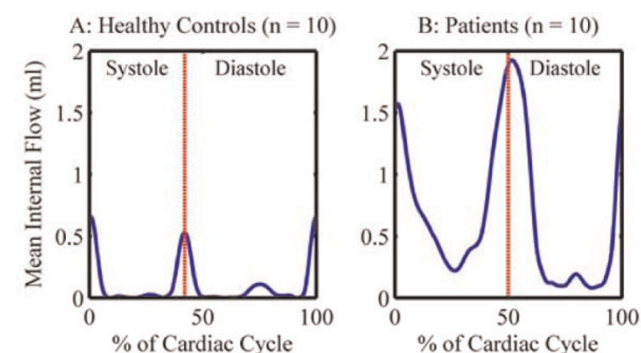 A: Healthy Controls (n = 10)
B: Patients (n = 10)
Mean Internal Flow (ml)
2
1.5
1
0.5
0
Systole
Diastole
0
50
100
% of Cardiac Cycle
2
1.5
1
0.5
0
Systole
Diastole
0
50
100
% of Cardiac Cycle